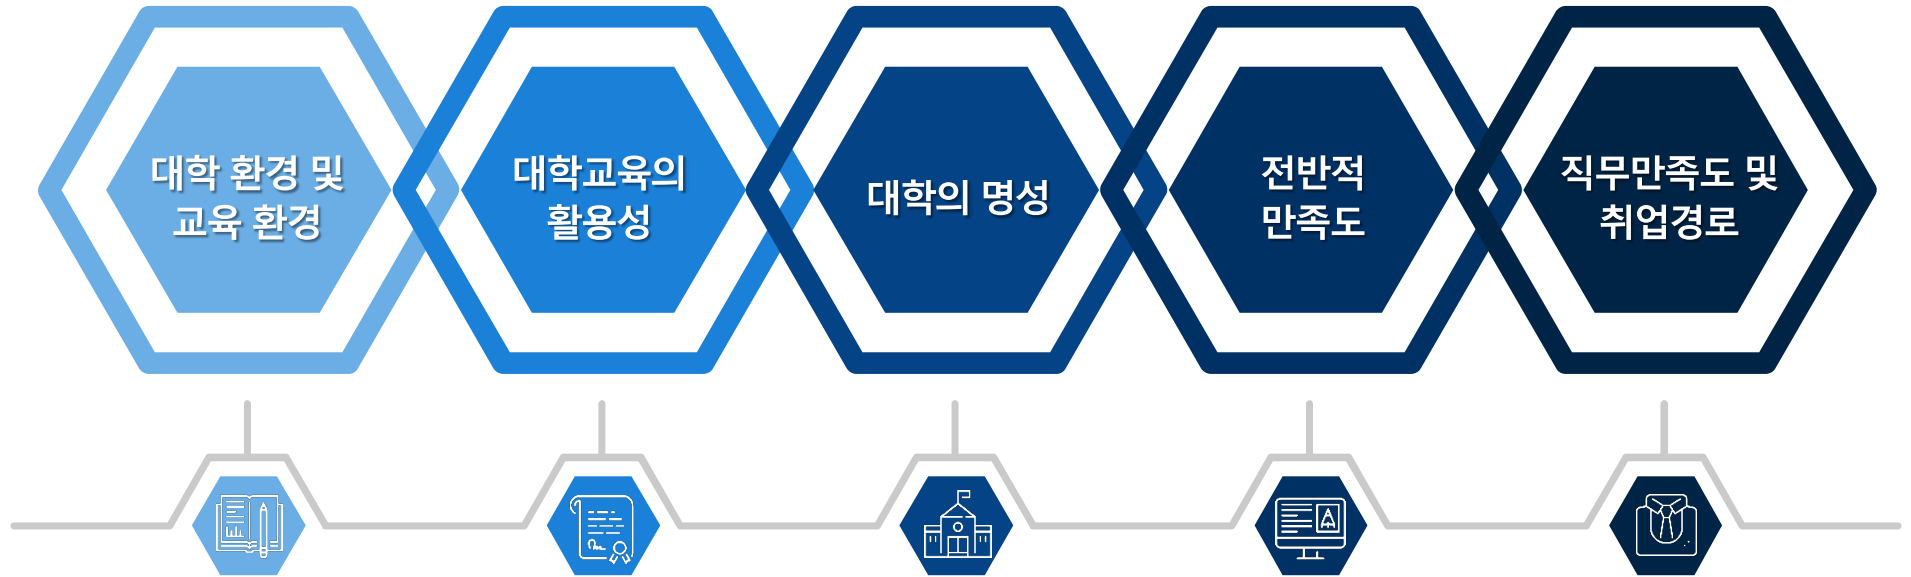 대학 환경 및
교육 환경
대학교육의
활용성
대학의 명성
전반적
만족도
직무만족도 및
취업경로